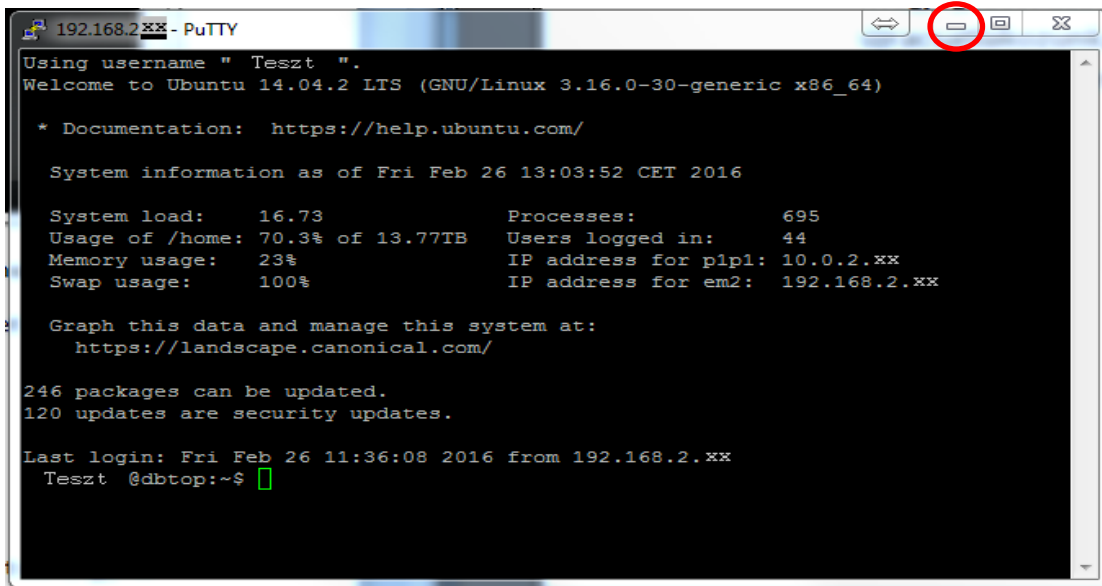 192.168.2xx - PuTTY
Using username " Teszt ".
Welcome to Ubuntu 14.04.2 LTS (GNU/Linux 3.16.0-30-generic x86_64)
* Documentation: https://help.ubuntu.com/
System information as of Fri Feb 26 13:03:52 CET 2016
System load: 16.73 Processes: 695
Usage of /home: 70.3% of 13.77TB Users logged in: 44
Memory usage: 23% IP address for p1p1: 10.0.2.xx
Swap usage: 100% IP address for em2: 192.168.2.xx
Graph this data and manage this system at:
https://landscape.canonical.com/
246 packages can be updated.
120 updates are security updates.
Last login: Fri Feb 26 11:36:08 2016 from 192.168.2.xx
Teszt @dbtop:~$